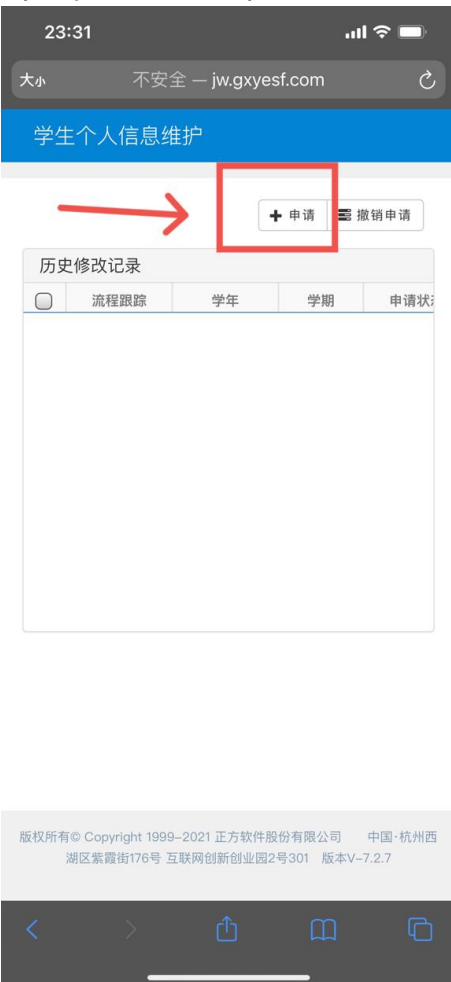 23:31
大小 不安全 — jw.gxyesf.com
学生个人信息维护
申请 撤销申请
历史修改记录
流程跟踪 学年 学期 申请状
版权所有© Copyright 1999–2021 正方软件股份有限公司 中国·杭州西
湖区紫霞街176号 互联网创新创业园2号301 版本V–7.2.7